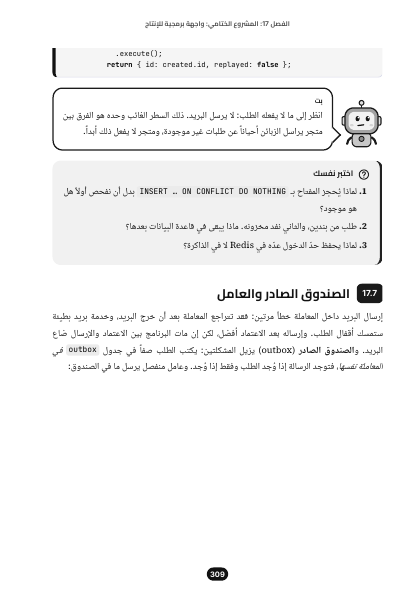 الفصل 17: المشروع الختامي: واجهة برمجية للإنتاج
.execute();
return { id: created.id, replayed: false };
بت
انظر إلى ما لا يفعله الطلب: لا يرسل البريد. ذلك السطر الغائب وحده هو الفرق بين
متجر يراسل الزبائن أحياناً عن طلبات غير موجودة، ومتجر لا يفعل ذلك أبداً.
اختبر نفسك
1. لماذا يُحجز المفتاح بـ INSERT … ON CONFLICT DO NOTHING بدل أن نفحص أولاً هل
هو موجود؟
2. طلب من بندين، والثاني نفد مخزونه. ماذا يبقى في قاعدة البيانات بعدها؟
3. لماذا يحفظ حدّ الدخول عدّه في Redis لا في الذاكرة؟
17.7 الصندوق الصادر والعامل
إرسال البريد داخل المعاملة خطأ مرتين: فقد تتراجع المعاملة بعد أن خرج البريد، وخدمة بريد بطيئة
ستمسك أقفال الطلب. وإرساله بعد الاعتماد أفضل، لكن إن مات البرنامج بين الاعتماد والإرسال ضاع
البريد. والصندوق الصادر (outbox) يزيل المشكلتين: يكتب الطلب صفاً في جدول outbox في
المعاملة نفسها، فتوجد الرسالة إذا وُجد الطلب وفقط إذا وُجد. وعامل منفصل يرسل ما في الصندوق:
309